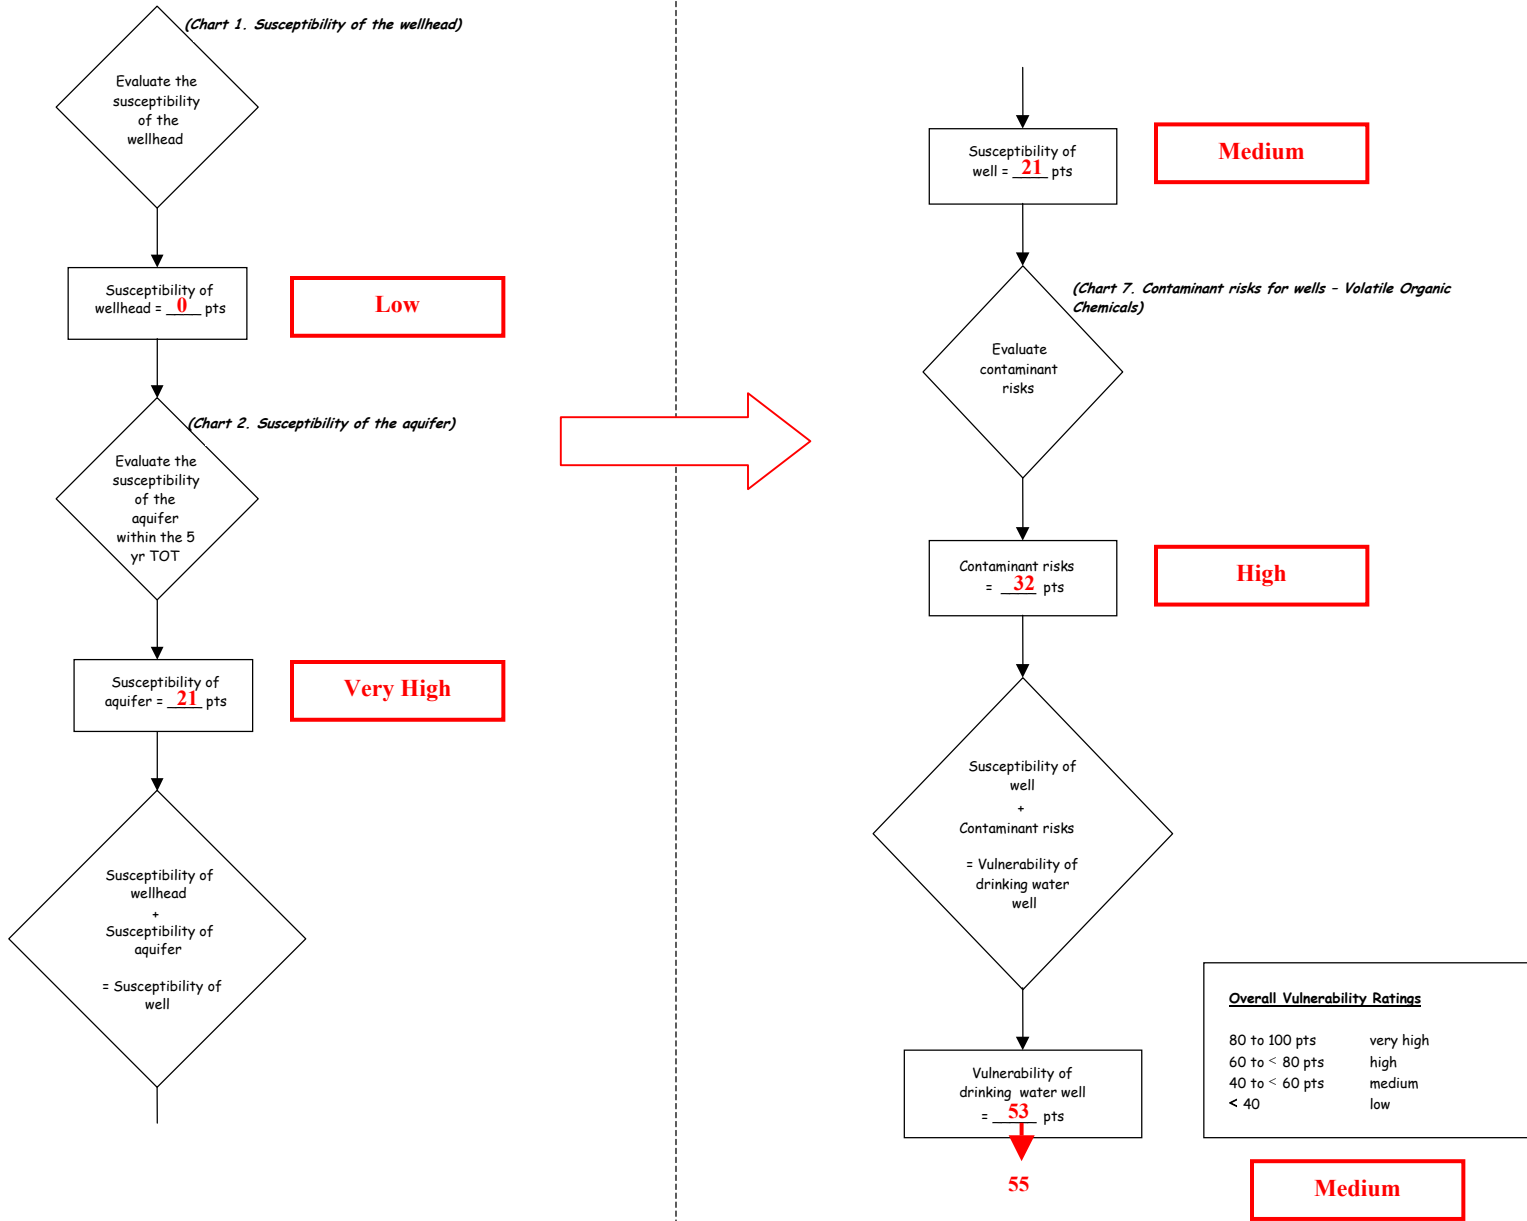 (Chart 1. Susceptibility of the wellhead)
Evaluate the
susceptibility
of the
wellhead
Susceptibility of
wellhead = 0 pts
Low
(Chart 2. Susceptibility of the aquifer)
Evaluate the
susceptibility
of the
aquifer
within the 5
yr TOT
Susceptibility of
aquifer = 21 pts
Very High
Susceptibility of
wellhead
+
Susceptibility of
aquifer
= Susceptibility of
well
Susceptibility of
well = 21 pts
Medium
(Chart 7. Contaminant risks for wells – Volatile Organic
Chemicals)
Evaluate
contaminant
risks
Contaminant risks
= 32 pts
High
Susceptibility of
well
+
Contaminant risks
= Vulnerability of
drinking water
well
Vulnerability of
drinking water well
= 53 pts
55
Overall Vulnerability Ratings
80 to 100 pts very high
60 to < 80 pts high
40 to < 60 pts medium
< 40 low
Medium